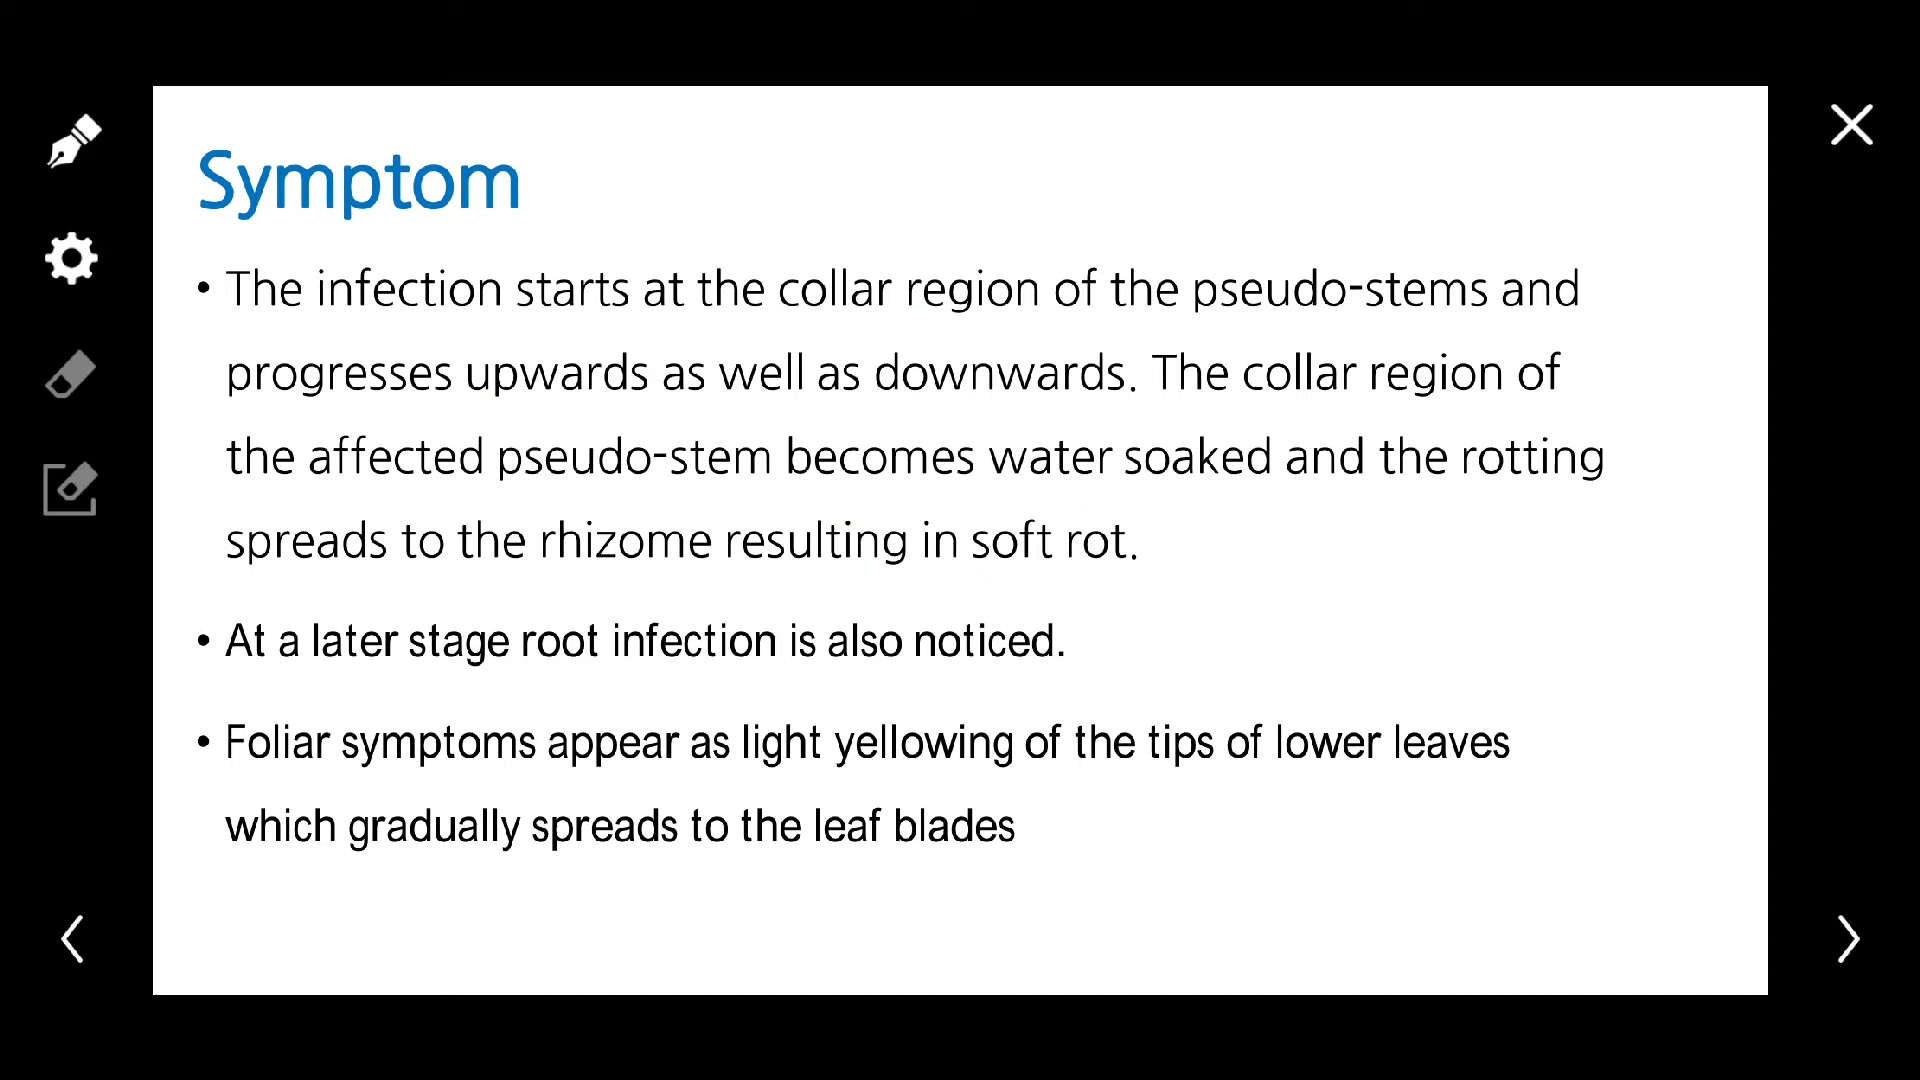 Symptom
• The infection starts at the collar region of the pseudo-stems and
progresses upwards as well as downwards. The collar region of
the affected pseudo-stem becomes water soaked and the rotting
spreads to the rhizome resulting in soft rot.
• At a later stage root infection is also noticed.
• Foliar symptoms appear as light yellowing of the tips of lower leaves
which gradually spreads to the leaf blades